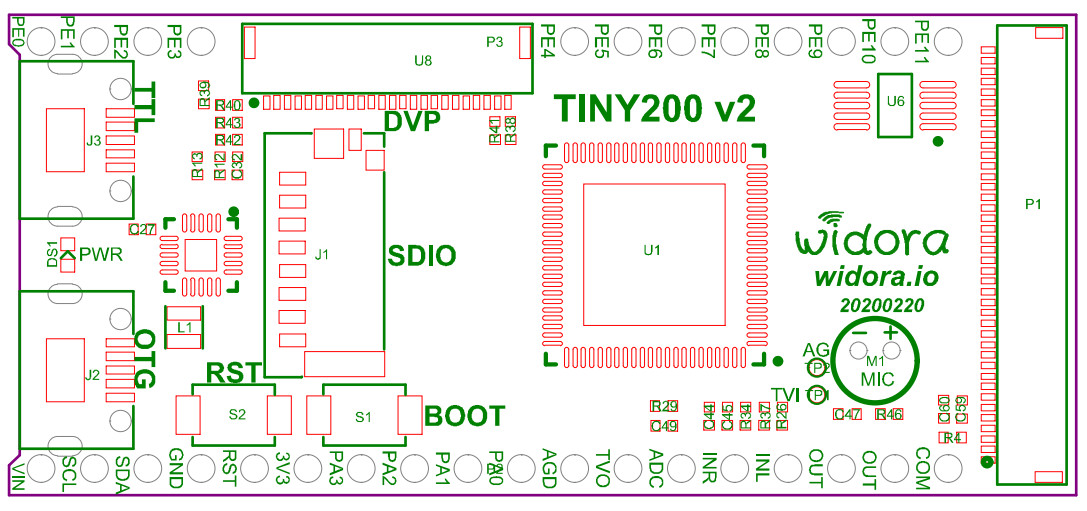 PE0
PE1
PE2
PE3
P3
U8
PE4
PE5
PE6
PE7
PE8
PE9
PE10
PE11
TTL
J3
R39
R40
R43
R42
R13
R12
C32
DVP
R41
R38
TINY200 v2
U6
P1
C27
DS1
PWR
J1
SDIO
U1
widora
widora.io
20200220
L1
OTG
J2
RST
S2
S1
BOOT
AG
TP2
TVI
TP1
− +
M1
MIC
R29
C49
C44
C45
R34
R37
R26
C47
R46
C60
C59
R4
VIN
SCL
SDA
GND
RST
3V3
PA3
PA2
PA1
AGD
TVO
ADC
INR
INL
OUT
OUT
COM